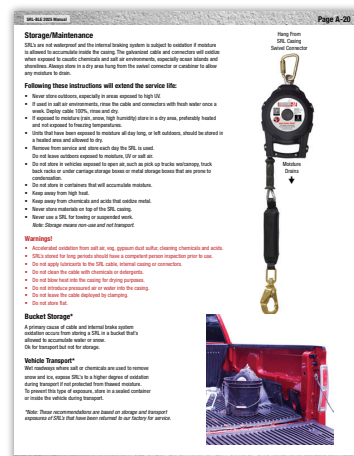 SRL-BLE 2025 Manual
Page A-20
Storage/Maintenance
SRL's are not waterproof and the internal braking system is subject to oxidation if moisture
is allowed to accumulate inside the casing. The galvanized cable and connectors will oxidize
when exposed to caustic chemicals and salt air environments, especially ocean islands and
shorelines. Always store in a dry area hung from the swivel connector or carabiner to allow
any moisture to drain.
Following these instructions will extend the service life:
• Never store outdoors, especially in areas exposed to high UV.
• If used in salt air environments, rinse the cable and connectors with fresh water once a
week. Deploy cable 100%, rinse and dry.
• If exposed to moisture (rain, snow, high humidity) store in a dry area, preferably heated
and not exposed to freezing temperatures.
• Units that have been exposed to moisture all day long, or left outdoors, should be stored in
a heated area and allowed to dry.
• Remove from service and store each day the SRL is used.
Do not leave outdoors exposed to moisture, UV or salt air.
• Do not store in vehicles exposed to open air, such as pick up trucks w/o canopy, truck
back racks or under carriage storage boxes or metal storage boxes that are prone to
condensation.
• Do not store in containers that will accumulate moisture.
• Keep away from high heat.
• Keep away from chemicals and acids that oxidize metal.
• Never store materials on top of the SRL casing.
• Never use a SRL for towing or suspended work.
Note: Storage means non-use and not transport.
Warnings!
• Accelerated oxidation from salt air, vog, gypsum dust sulfur, cleaning chemicals and acids.
• SRL's stored for long periods should have a competent person inspection prior to use.
• Do not apply lubricants to the SRL cable, internal casing or connectors.
• Do not clean the cable with chemicals or detergents.
• Do not blow heat into the casing for drying purposes.
• Do not introduce pressured air or water into the casing.
• Do not leave the cable deployed by clamping.
• Do not store flat.
Bucket Storage*
A primary cause of cable and internal brake system
oxidation occurs from storing a SRL in a bucket that's
allowed to accumulate water or snow.
Ok for transport but not for storage.
Vehicle Transport*
Wet roadways where salt or chemicals are used to remove
snow and ice, expose SRL's to a higher degree of oxidation
during transport if not protected from thawed moisture.
To prevent this type of exposure, store in a sealed container
or inside the vehicle during transport.
*Note: These recommendations are based on storage and transport
exposures of SRL's that have been returned to our factory for service.
Hang From
SRL Casing
Swivel Connector
Moisture
Drains